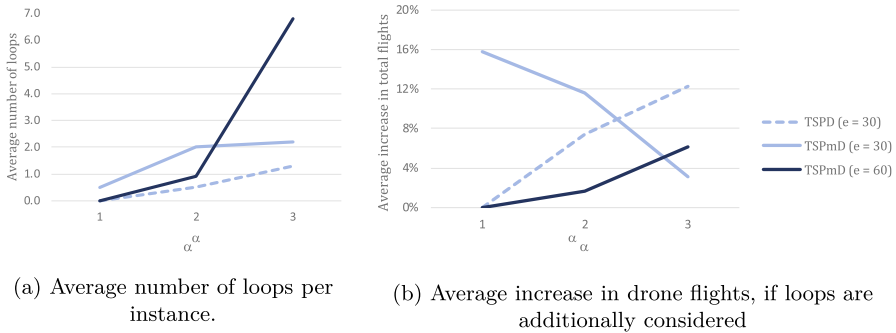 Average number of loops
7.0
6.0
5.0
4.0
3.0
2.0
1.0
0.0
1 2 3
α
α
(a) Average number of loops per
instance.
Average increase in total flights
20%
16%
12%
8%
4%
0%
1 2 3
α
α
TSPD (e = 30)
TSPmD (e = 30)
TSPmD (e = 60)
(b) Average increase in drone flights, if loops are
additionally considered